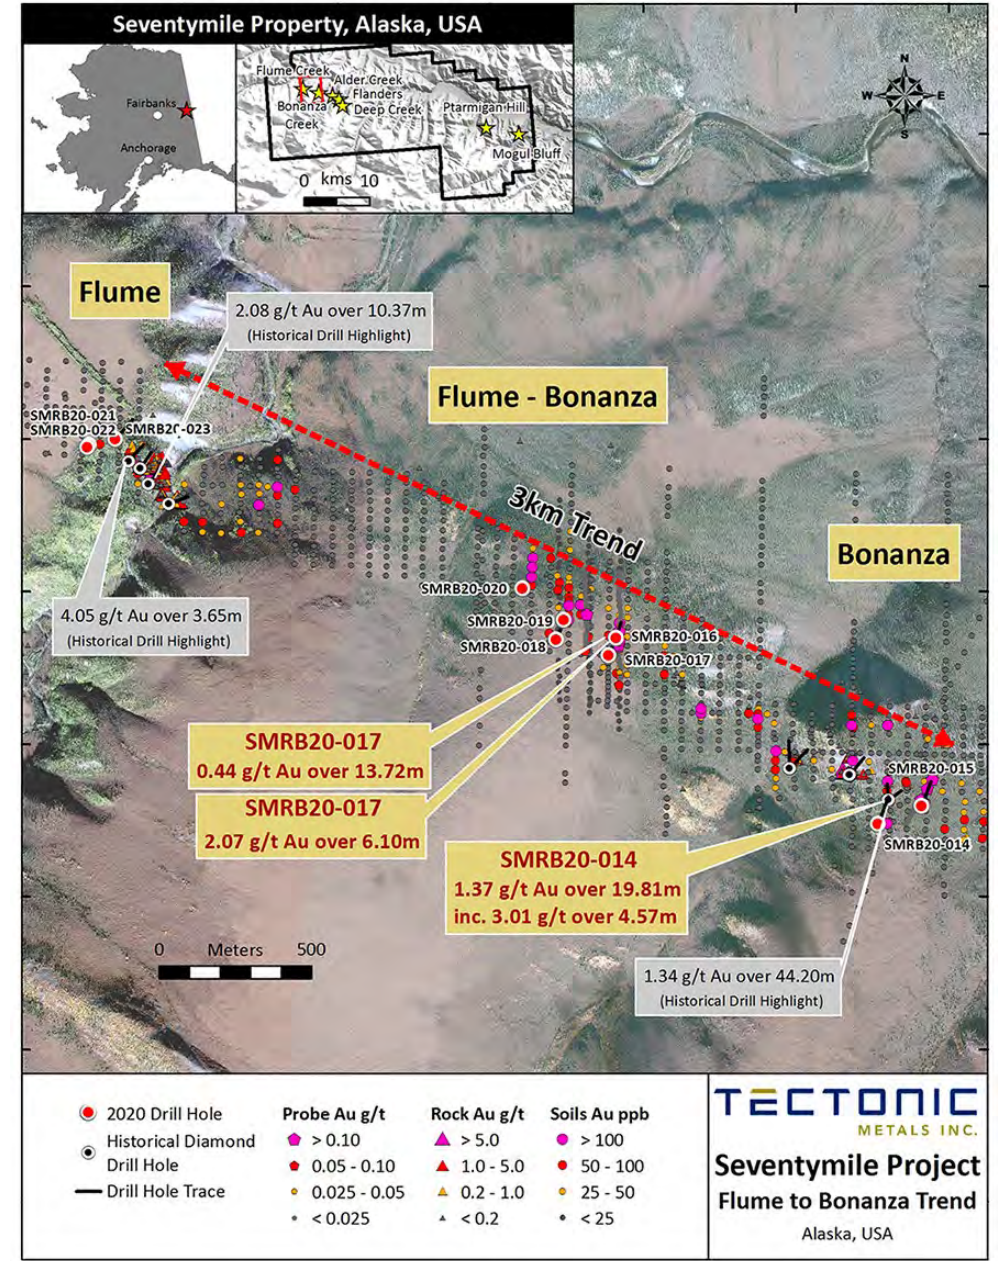 Seventymile Property, Alaska, USA
Fairbanks
Anchorage
Flume Creek
Alder Creek
Flanders
Bonanza
Creek
Deep Creek
Ptarmigan Hill
Mogul Bluff
0 kms 10
N
W E
S
Flume
2.08 g/t Au over 10.37m
(Historical Drill Highlight)
Flume - Bonanza
SMRB20-021
SMRB20-022
SMRB20-023
3km Trend
Bonanza
SMRB20-020
4.05 g/t Au over 3.65m
(Historical Drill Highlight)
SMRB20-019
SMRB20-018
SMRB20-016
SMRB20-017
SMRB20-017
0.44 g/t Au over 13.72m
SMRB20-017
2.07 g/t Au over 6.10m
SMRB20-015
SMRB20-014
SMRB20-014
1.37 g/t Au over 19.81m
inc. 3.01 g/t over 4.57m
0 Meters 500
1.34 g/t Au over 44.20m
(Historical Drill Highlight)
2020 Drill Hole
Historical Diamond
Drill Hole
Drill Hole Trace
Probe Au g/t
> 0.10
0.05 - 0.10
0.025 - 0.05
< 0.025
Rock Au g/t
> 5.0
1.0 - 5.0
0.2 - 1.0
< 0.2
Soils Au ppb
> 100
50 - 100
25 - 50
< 25
TECTONIC
METALS INC.
Seventymile Project
Flume to Bonanza Trend
Alaska, USA